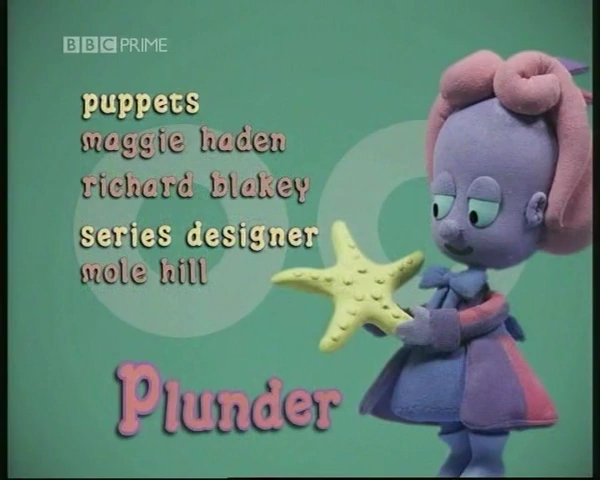 BBC PRIME
puppets
maggie haden
richard blakey
series designer
mole hill
Plunder